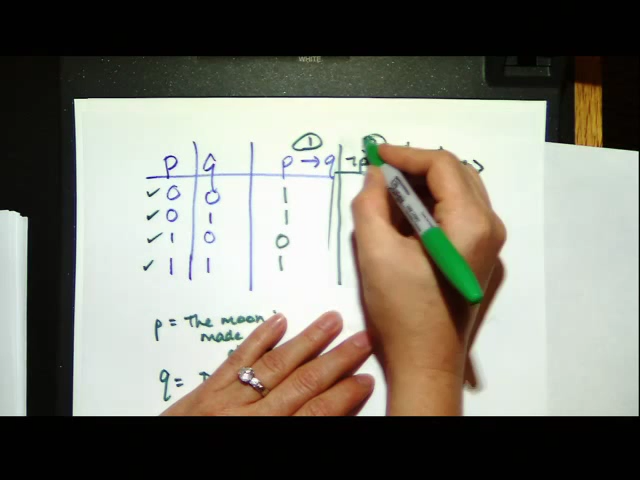 WHITE
①
p q p → q ¬p
0 0 1
0 1 1
1 0 0
1 1 1
p = The moon
made
q =